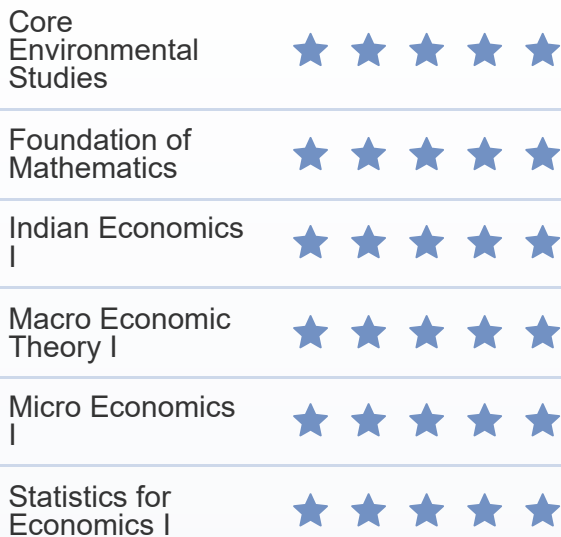 Core
Environmental
Studies
Foundation of
Mathematics
Indian Economics
I
Macro Economic
Theory I
Micro Economics
I
Statistics for
Economics I